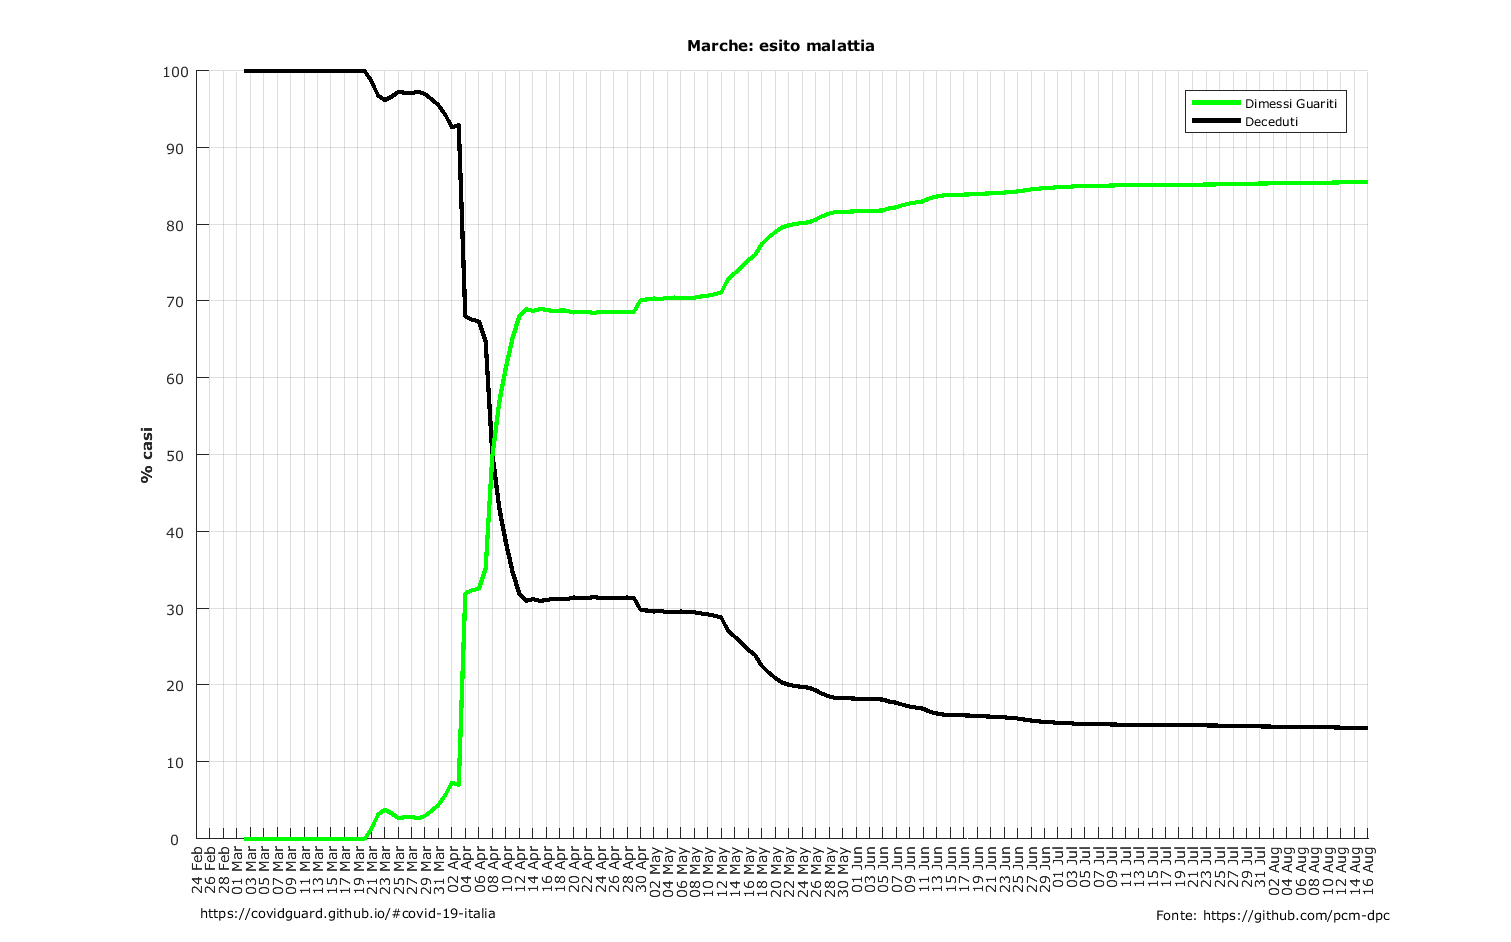 Marche: esito malattia
Dimessi Guariti
Deceduti
% casi
100
90
80
70
60
50
40
30
20
10
0
24 Feb
26 Feb
28 Feb
01 Mar
03 Mar
05 Mar
07 Mar
09 Mar
11 Mar
13 Mar
15 Mar
17 Mar
19 Mar
21 Mar
23 Mar
25 Mar
27 Mar
29 Mar
31 Mar
02 Apr
04 Apr
06 Apr
08 Apr
10 Apr
12 Apr
14 Apr
16 Apr
18 Apr
20 Apr
22 Apr
24 Apr
26 Apr
28 Apr
30 Apr
02 May
04 May
06 May
08 May
10 May
12 May
14 May
16 May
18 May
20 May
22 May
24 May
26 May
28 May
30 May
01 Jun
03 Jun
05 Jun
07 Jun
09 Jun
11 Jun
13 Jun
15 Jun
17 Jun
19 Jun
21 Jun
23 Jun
25 Jun
27 Jun
29 Jun
01 Jul
03 Jul
05 Jul
07 Jul
09 Jul
11 Jul
13 Jul
15 Jul
17 Jul
19 Jul
21 Jul
23 Jul
25 Jul
27 Jul
29 Jul
31 Jul
02 Aug
04 Aug
06 Aug
08 Aug
10 Aug
12 Aug
14 Aug
16 Aug
https://covidguard.github.io/#covid-19-italia
Fonte: https://github.com/pcm-dpc